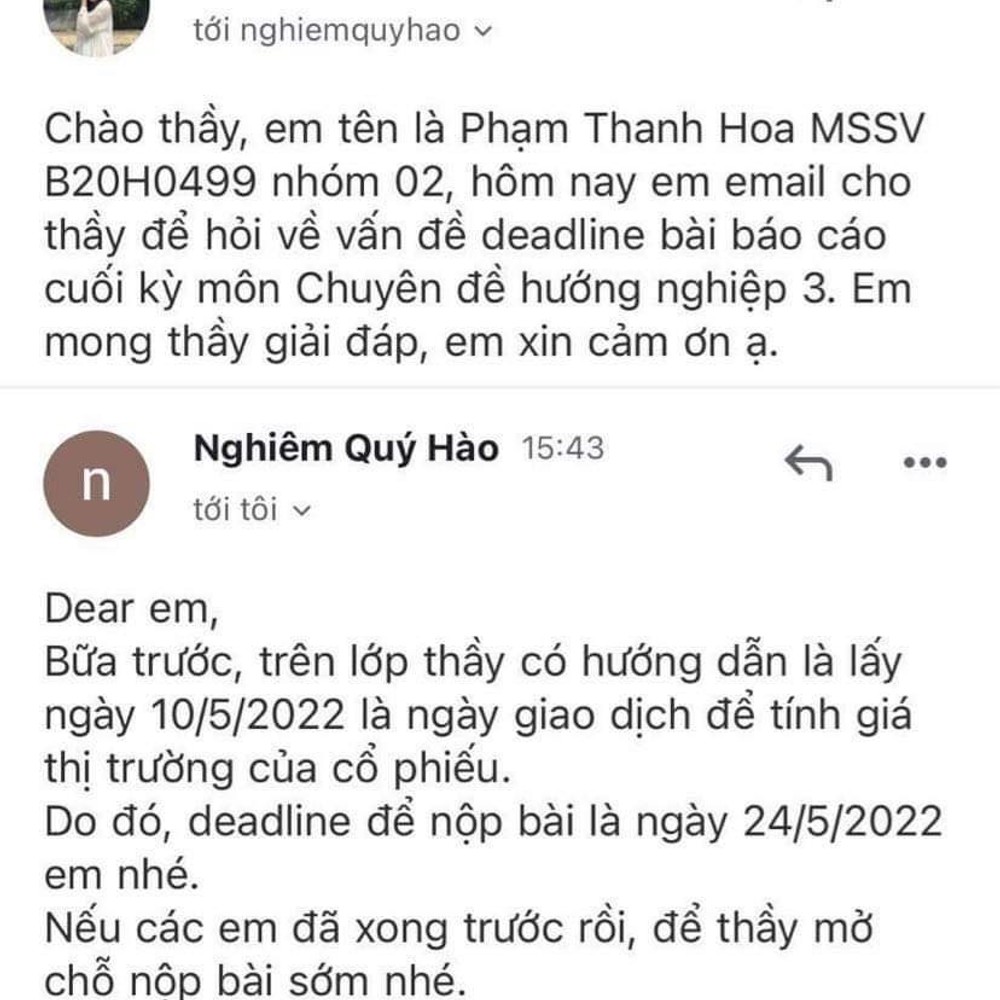 tới nghiemquyhao
Chào thầy, em tên là Phạm Thanh Hoa MSSV
B20H0499 nhóm 02, hôm nay em email cho
thầy để hỏi về vấn đề deadline bài báo cáo
cuối kỳ môn Chuyên đề hướng nghiệp 3. Em
mong thầy giải đáp, em xin cảm ơn ạ.
n
Nghiêm Quý Hào 15:43
tới tôi
Dear em,
Bữa trước, trên lớp thầy có hướng dẫn là lấy
ngày 10/5/2022 là ngày giao dịch để tính giá
thị trường của cổ phiếu.
Do đó, deadline để nộp bài là ngày 24/5/2022
em nhé.
Nếu các em đã xong trước rồi, để thầy mở
chỗ nộp bài sớm nhé.